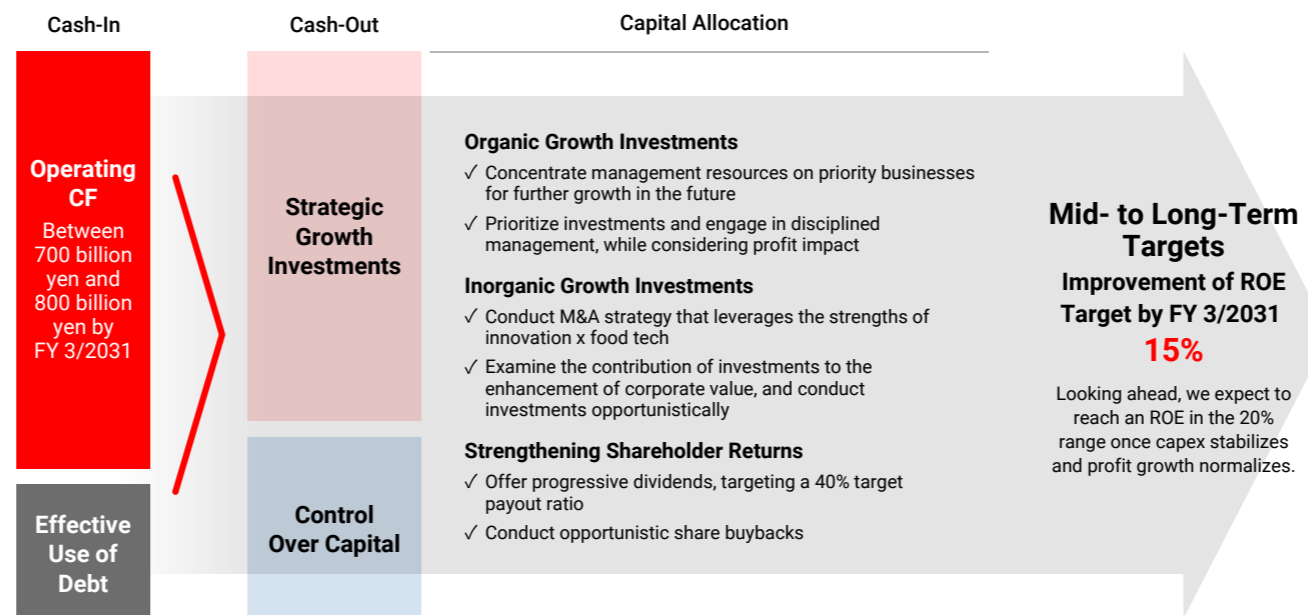 Cash-In
Cash-Out
Capital Allocation
Operating
CF
Between
700 billion
yen and
800 billion
yen by
FY 3/2031
Effective
Use of
Debt
Strategic
Growth
Investments
Control
Over Capital
Organic Growth Investments
✓ Concentrate management resources on priority businesses
for further growth in the future
✓ Prioritize investments and engage in disciplined
management, while considering profit impact
Inorganic Growth Investments
✓ Conduct M&A strategy that leverages the strengths of
innovation x food tech
✓ Examine the contribution of investments to the
enhancement of corporate value, and conduct
investments opportunistically
Strengthening Shareholder Returns
✓ Offer progressive dividends, targeting a 40% target
payout ratio
✓ Conduct opportunistic share buybacks
Mid- to Long-Term
Targets
Improvement of ROE
Target by FY 3/2031
15%
Looking ahead, we expect to
reach an ROE in the 20%
range once capex stabilizes
and profit growth normalizes.